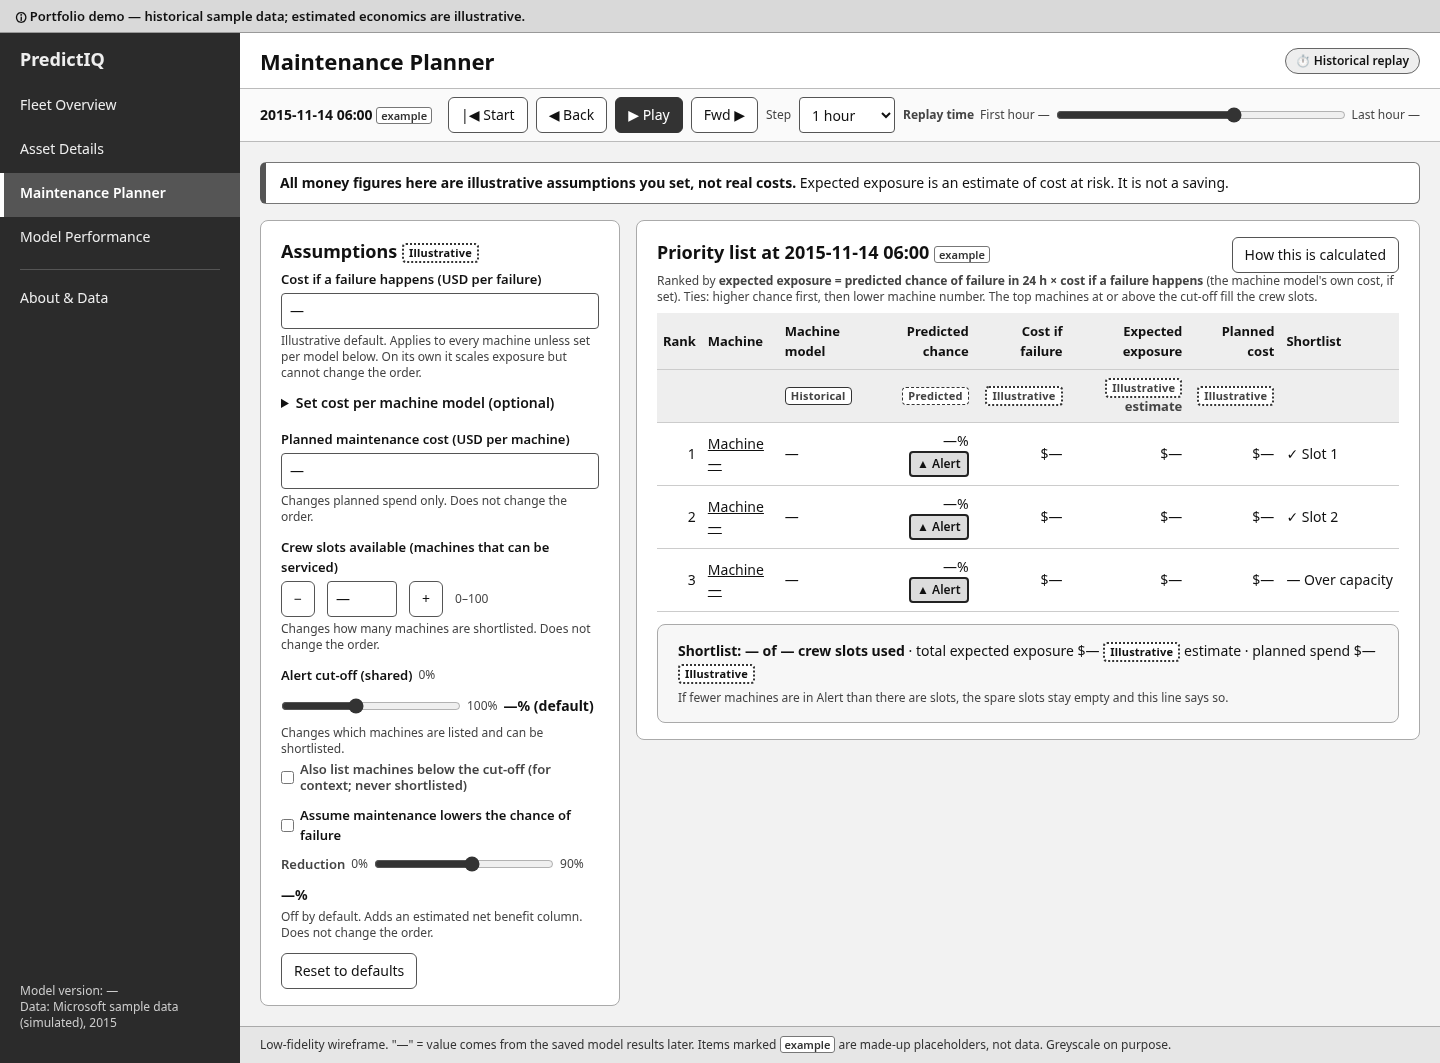 ⓘ Portfolio demo — historical sample data; estimated economics are illustrative.
PredictIQ
Fleet Overview
Asset Details
Maintenance Planner
Model Performance
About & Data
Model version: —
Data: Microsoft sample data
(simulated), 2015
Maintenance Planner
⏱ Historical replay
2015-11-14 06:00 example |◀ Start ◀ Back ▶ Play Fwd ▶ Step 1 hour Replay time First hour — Last hour —
All money figures here are illustrative assumptions you set, not real costs. Expected exposure is an estimate of cost at risk. It is not a saving.
Assumptions Illustrative
Cost if a failure happens (USD per failure)
—
Illustrative default. Applies to every machine unless set
per model below. On its own it scales exposure but
cannot change the order.
▶ Set cost per machine model (optional)
Planned maintenance cost (USD per machine)
—
Changes planned spend only. Does not change the
order.
Crew slots available (machines that can be
serviced)
− — + 0–100
Changes how many machines are shortlisted. Does not
change the order.
Alert cut-off (shared) 0%
100% —% (default)
Changes which machines are listed and can be
shortlisted.
Also list machines below the cut-off (for
context; never shortlisted)
Assume maintenance lowers the chance of
failure
Reduction 0% 90%
—%
Off by default. Adds an estimated net benefit column.
Does not change the order.
Reset to defaults
Priority list at 2015-11-14 06:00 example
How this is calculated
Ranked by expected exposure = predicted chance of failure in 24 h × cost if a failure happens (the machine model's own cost, if
set). Ties: higher chance first, then lower machine number. The top machines at or above the cut-off fill the crew slots.
Rank Machine Machine model Predicted chance Cost if failure Expected exposure Planned cost Shortlist
Historical Predicted Illustrative Illustrative estimate Illustrative
1 Machine — — —% ▲ Alert $— $— $— ✓ Slot 1
2 Machine — — —% ▲ Alert $— $— $— ✓ Slot 2
3 Machine — — —% ▲ Alert $— $— $— — Over capacity
Shortlist: — of — crew slots used · total expected exposure $— Illustrative estimate · planned spend $—
Illustrative
If fewer machines are in Alert than there are slots, the spare slots stay empty and this line says so.
Low-fidelity wireframe. "—" = value comes from the saved model results later. Items marked example are made-up placeholders, not data. Greyscale on purpose.